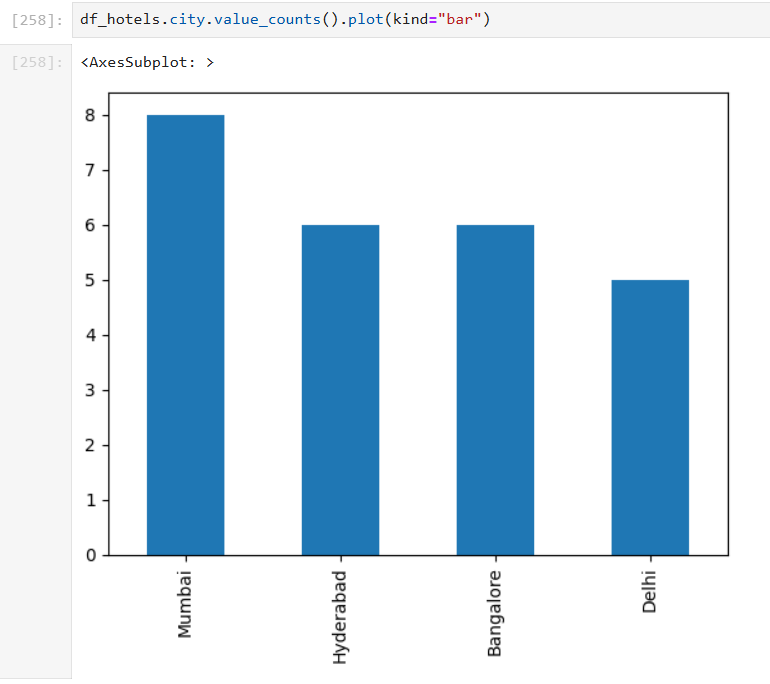 [258]: df_hotels.city.value_counts().plot(kind="bar")
[258]: <AxesSubplot: >
8
7
6
5
4
3
2
1
0
Mumbai
Hyderabad
Bangalore
Delhi